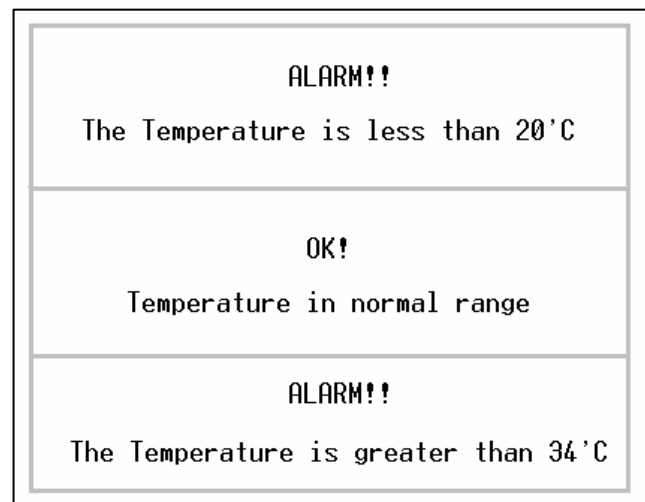 ALARM!!
The Temperature is less than 20'C
OK!
Temperature in normal range
ALARM!!
The Temperature is greater than 34'C